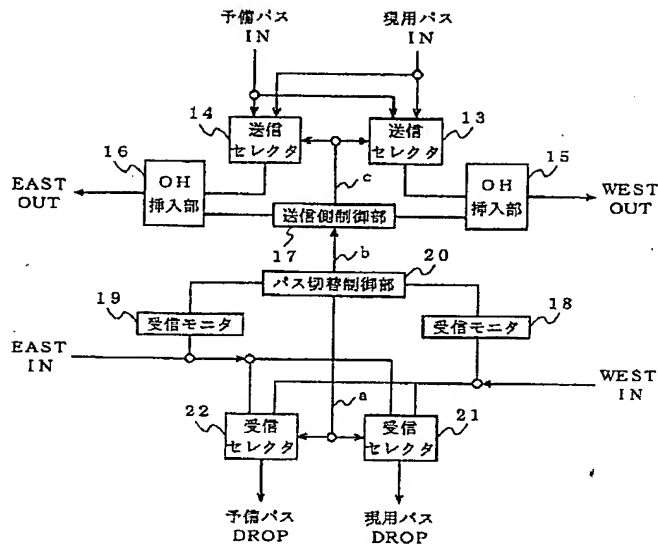 予備パス
IN
現用パス
IN
14
送信
セレクタ
送信
セレクタ
13
16
OH
挿入部
EAST
OUT
c
15
OH
挿入部
WEST
OUT
送信側制御部
17
b
20
パス切替制御部
19
受信モニタ
18
受信モニタ
EAST
IN
WEST
IN
a
22
受信
セレクタ
21
受信
セレクタ
予備パス
DROP
現用パス
DROP